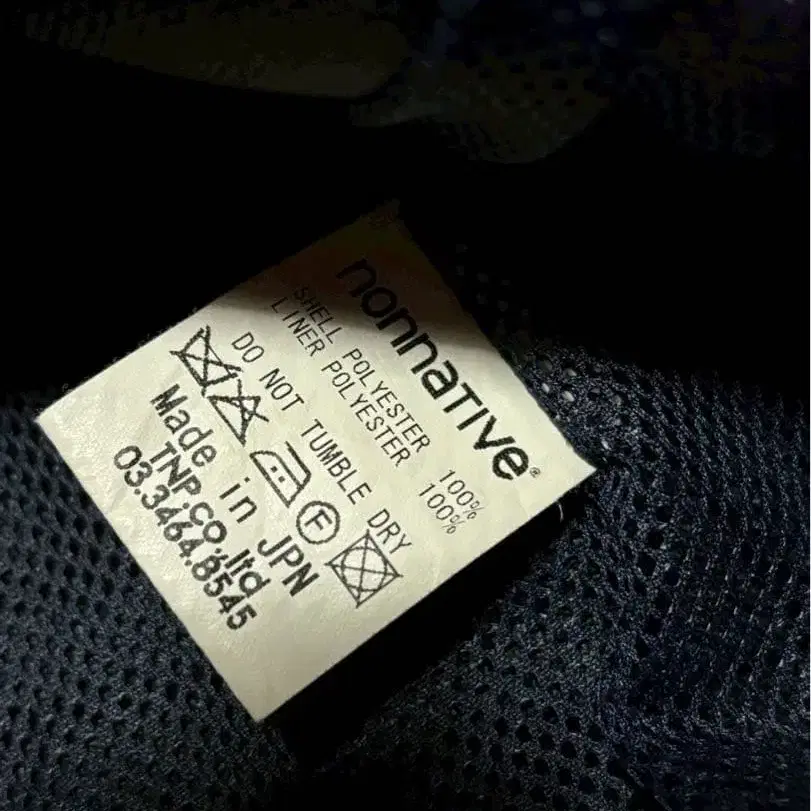 nonnative®
SHELL POLYESTER 100%
LINER POLYESTER 100%
DO NOT TUMBLE DRY
F
Made in JPN
TNP.co.,ltd
03.3464.8545